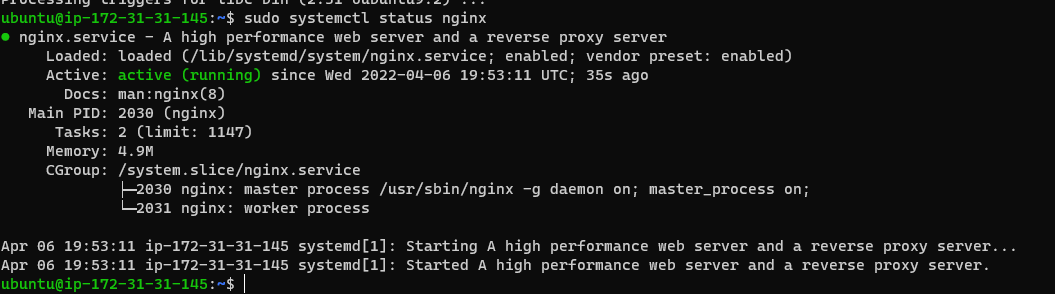 Processing triggers for libc-bin (2.31-0ubuntu9.2) ...
ubuntu@ip-172-31-31-145:~$ sudo systemctl status nginx
● nginx.service - A high performance web server and a reverse proxy server
Loaded: loaded (/lib/systemd/system/nginx.service; enabled; vendor preset: enabled)
Active: active (running) since Wed 2022-04-06 19:53:11 UTC; 35s ago
Docs: man:nginx(8)
Main PID: 2030 (nginx)
Tasks: 2 (limit: 1147)
Memory: 4.9M
CGroup: /system.slice/nginx.service
├─2030 nginx: master process /usr/sbin/nginx -g daemon on; master_process on;
└─2031 nginx: worker process
Apr 06 19:53:11 ip-172-31-31-145 systemd[1]: Starting A high performance web server and a reverse proxy server...
Apr 06 19:53:11 ip-172-31-31-145 systemd[1]: Started A high performance web server and a reverse proxy server.
ubuntu@ip-172-31-31-145:~$